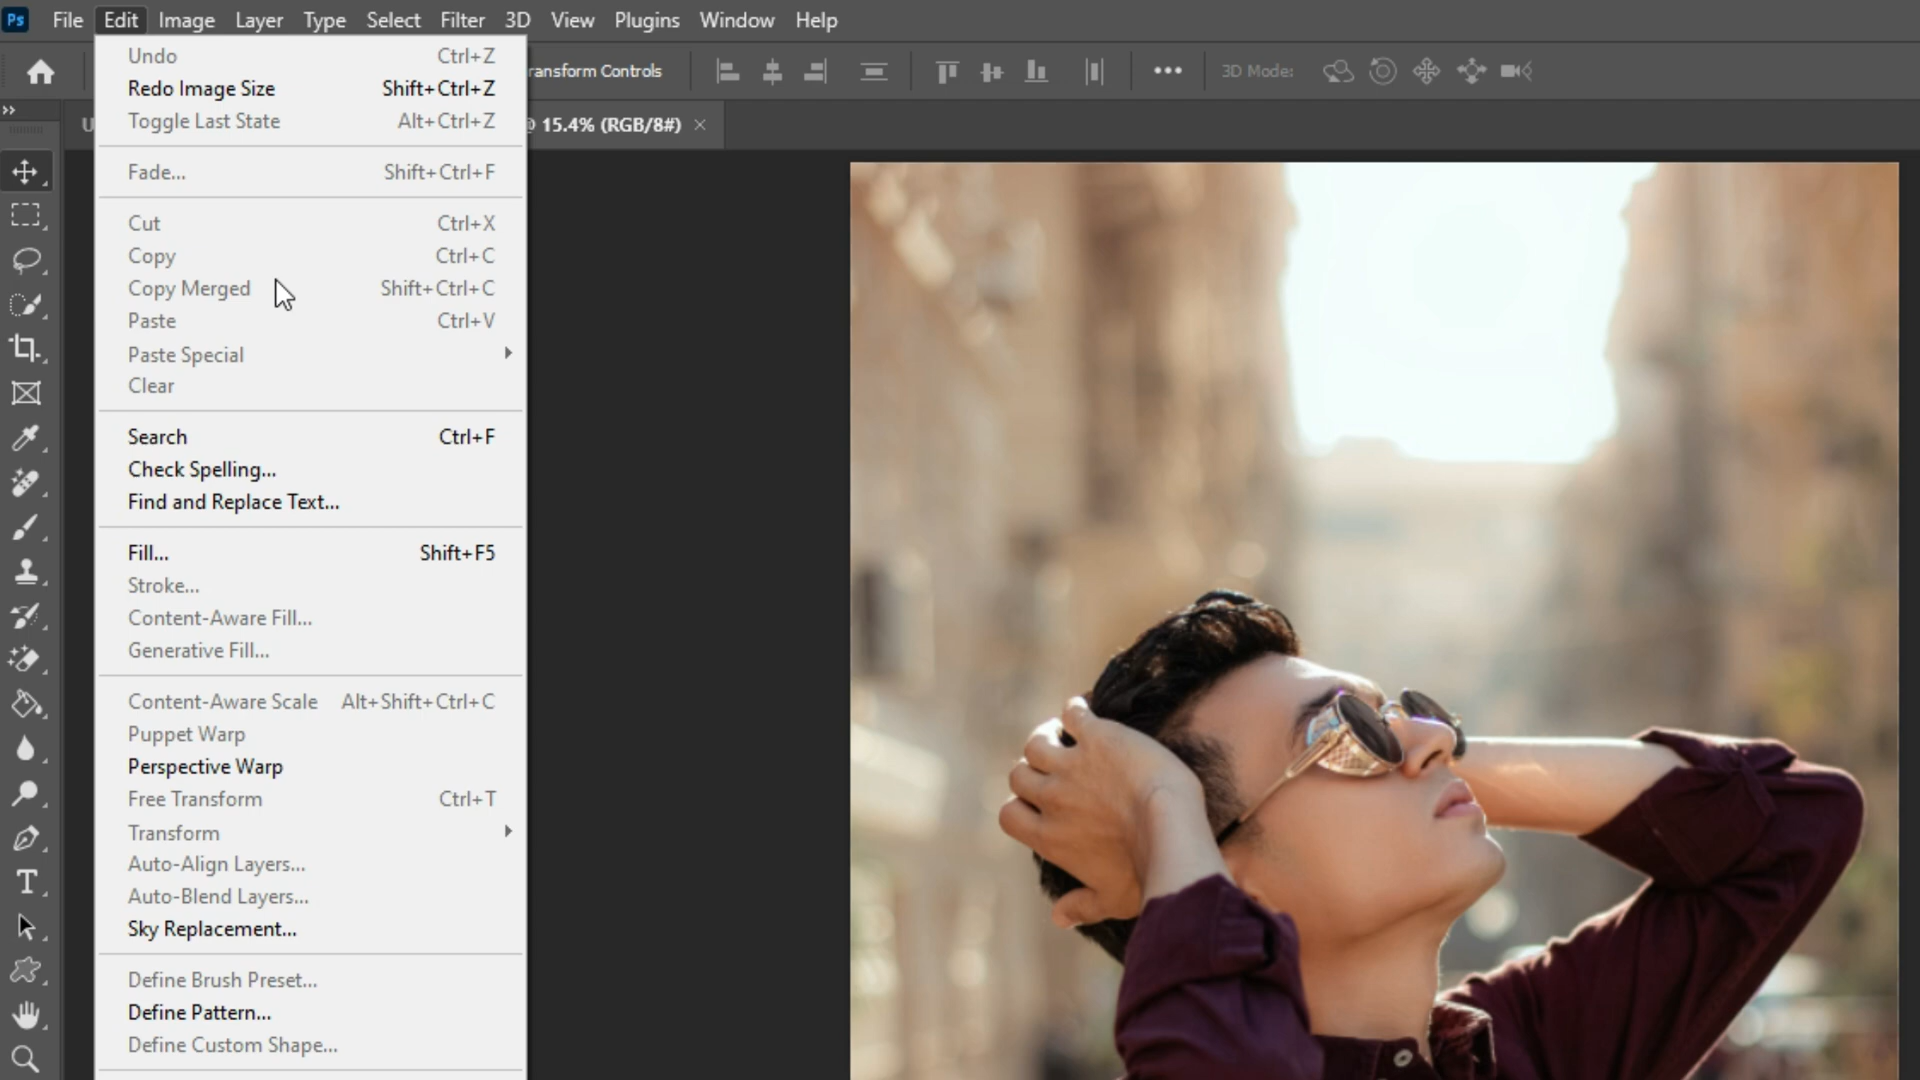 Ps File Edit Image Layer Type Select Filter 3D View Plugins Window Help
ransform Controls
3D Mode:
U
@ 15.4% (RGB/8#) ×
Undo Ctrl+Z
Redo Image Size Shift+Ctrl+Z
Toggle Last State Alt+Ctrl+Z
Fade... Shift+Ctrl+F
Cut Ctrl+X
Copy Ctrl+C
Copy Merged Shift+Ctrl+C
Paste Ctrl+V
Paste Special
Clear
Search Ctrl+F
Check Spelling...
Find and Replace Text...
Fill... Shift+F5
Stroke...
Content-Aware Fill...
Generative Fill...
Content-Aware Scale Alt+Shift+Ctrl+C
Puppet Warp
Perspective Warp
Free Transform Ctrl+T
Transform
Auto-Align Layers...
Auto-Blend Layers...
Sky Replacement...
Define Brush Preset...
Define Pattern...
Define Custom Shape...